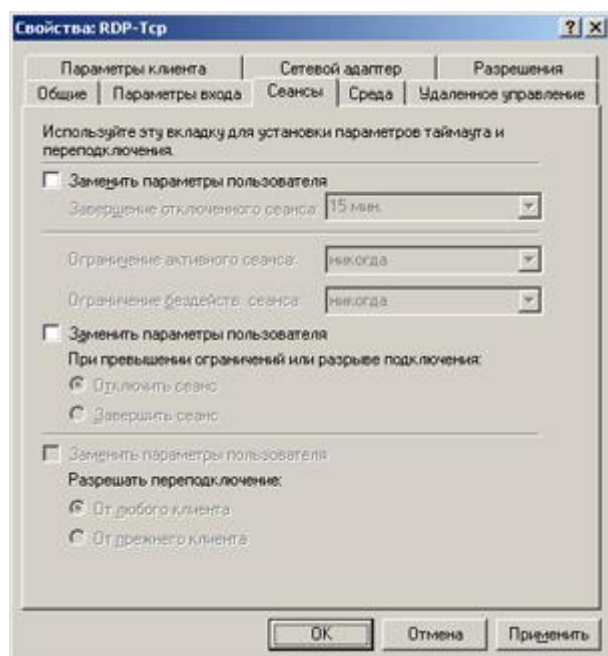 Свойства: RDP-Tcp
Параметры клиента Сетевой адаптер Разрешения
Общие Параметры входа Сеансы Среда Удаленное управление
Используйте эту вкладку для установки параметров таймаута и
переподключения.
Заменить параметры пользователя
Завершение отключенного сеанса: 15 мин.
Ограничение активного сеанса: никогда
Ограничение бездейств. сеанса: никогда
Заменить параметры пользователя
При превышении ограничений или разрыве подключения:
Отключить сеанс
Завершить сеанс
Заменить параметры пользователя
Разрешать переподключение:
От любого клиента
От прежнего клиента
OK Отмена Применить